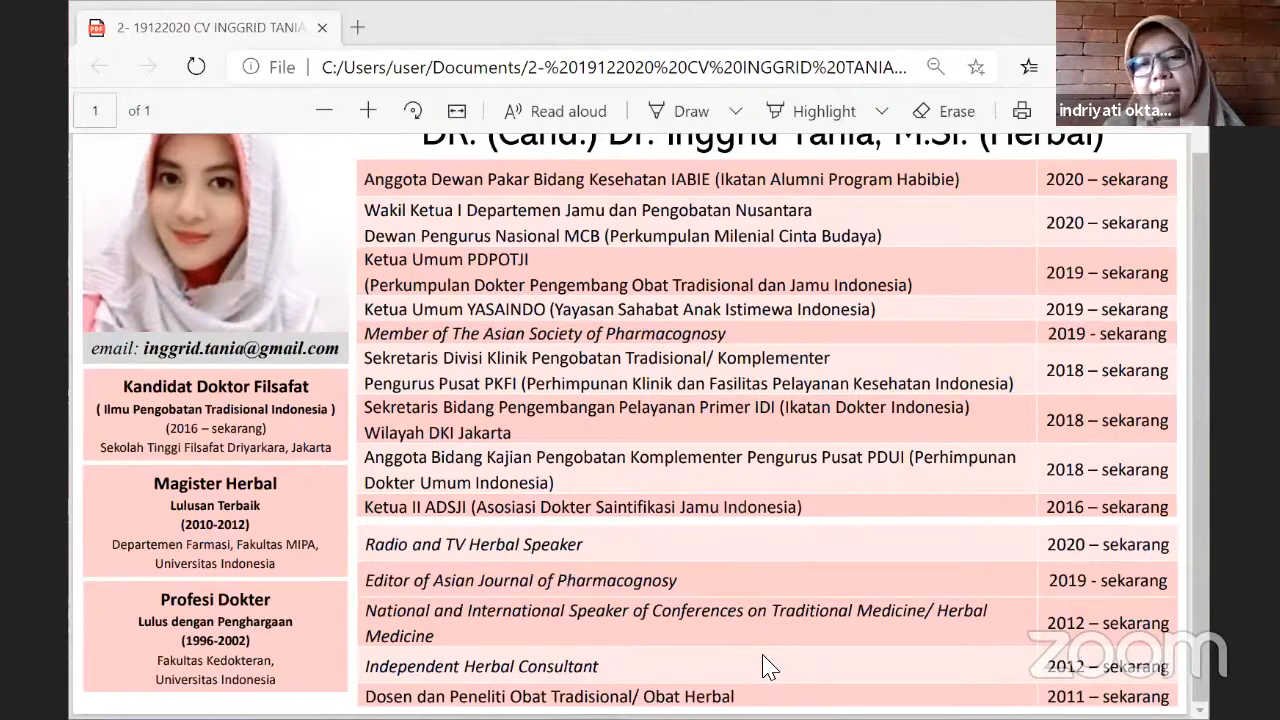 2- 19122020 CV INGGRID TANIA
File
C:/Users/user/Documents/2-%2019122020%20CV%20INGGRID%20TANIA...
1 of 1
Read aloud
Draw
Highlight
Erase
indriyati okta...
DR. (Cand.) Dr. Inggrid Tania, M.Si. (Herbal)
email: inggrid.tania@gmail.com
Kandidat Doktor Filsafat
( Ilmu Pengobatan Tradisional Indonesia )
(2016 – sekarang)
Sekolah Tinggi Filsafat Driyarkara, Jakarta
Magister Herbal
Lulusan Terbaik
(2010-2012)
Departemen Farmasi, Fakultas MIPA,
Universitas Indonesia
Profesi Dokter
Lulus dengan Penghargaan
(1996-2002)
Fakultas Kedokteran,
Universitas Indonesia
Anggota Dewan Pakar Bidang Kesehatan IABIE (Ikatan Alumni Program Habibie) 2020 – sekarang
Wakil Ketua I Departemen Jamu dan Pengobatan Nusantara
Dewan Pengurus Nasional MCB (Perkumpulan Milenial Cinta Budaya)
2020 – sekarang
Ketua Umum PDPOTJI
(Perkumpulan Dokter Pengembang Obat Tradisional dan Jamu Indonesia)
2019 – sekarang
Ketua Umum YASAINDO (Yayasan Sahabat Anak Istimewa Indonesia) 2019 – sekarang
Member of The Asian Society of Pharmacognosy 2019 - sekarang
Sekretaris Divisi Klinik Pengobatan Tradisional/ Komplementer
Pengurus Pusat PKFI (Perhimpunan Klinik dan Fasilitas Pelayanan Kesehatan Indonesia)
2018 – sekarang
Sekretaris Bidang Pengembangan Pelayanan Primer IDI (Ikatan Dokter Indonesia)
Wilayah DKI Jakarta
2018 – sekarang
Anggota Bidang Kajian Pengobatan Komplementer Pengurus Pusat PDUI (Perhimpunan
Dokter Umum Indonesia)
2018 – sekarang
Ketua II ADSJI (Asosiasi Dokter Saintifikasi Jamu Indonesia) 2016 – sekarang
Radio and TV Herbal Speaker 2020 – sekarang
Editor of Asian Journal of Pharmacognosy 2019 - sekarang
National and International Speaker of Conferences on Traditional Medicine/ Herbal
Medicine
2012 – sekarang
Independent Herbal Consultant 2012 – sekarang
Dosen dan Peneliti Obat Tradisional/ Obat Herbal 2011 – sekarang
zoom